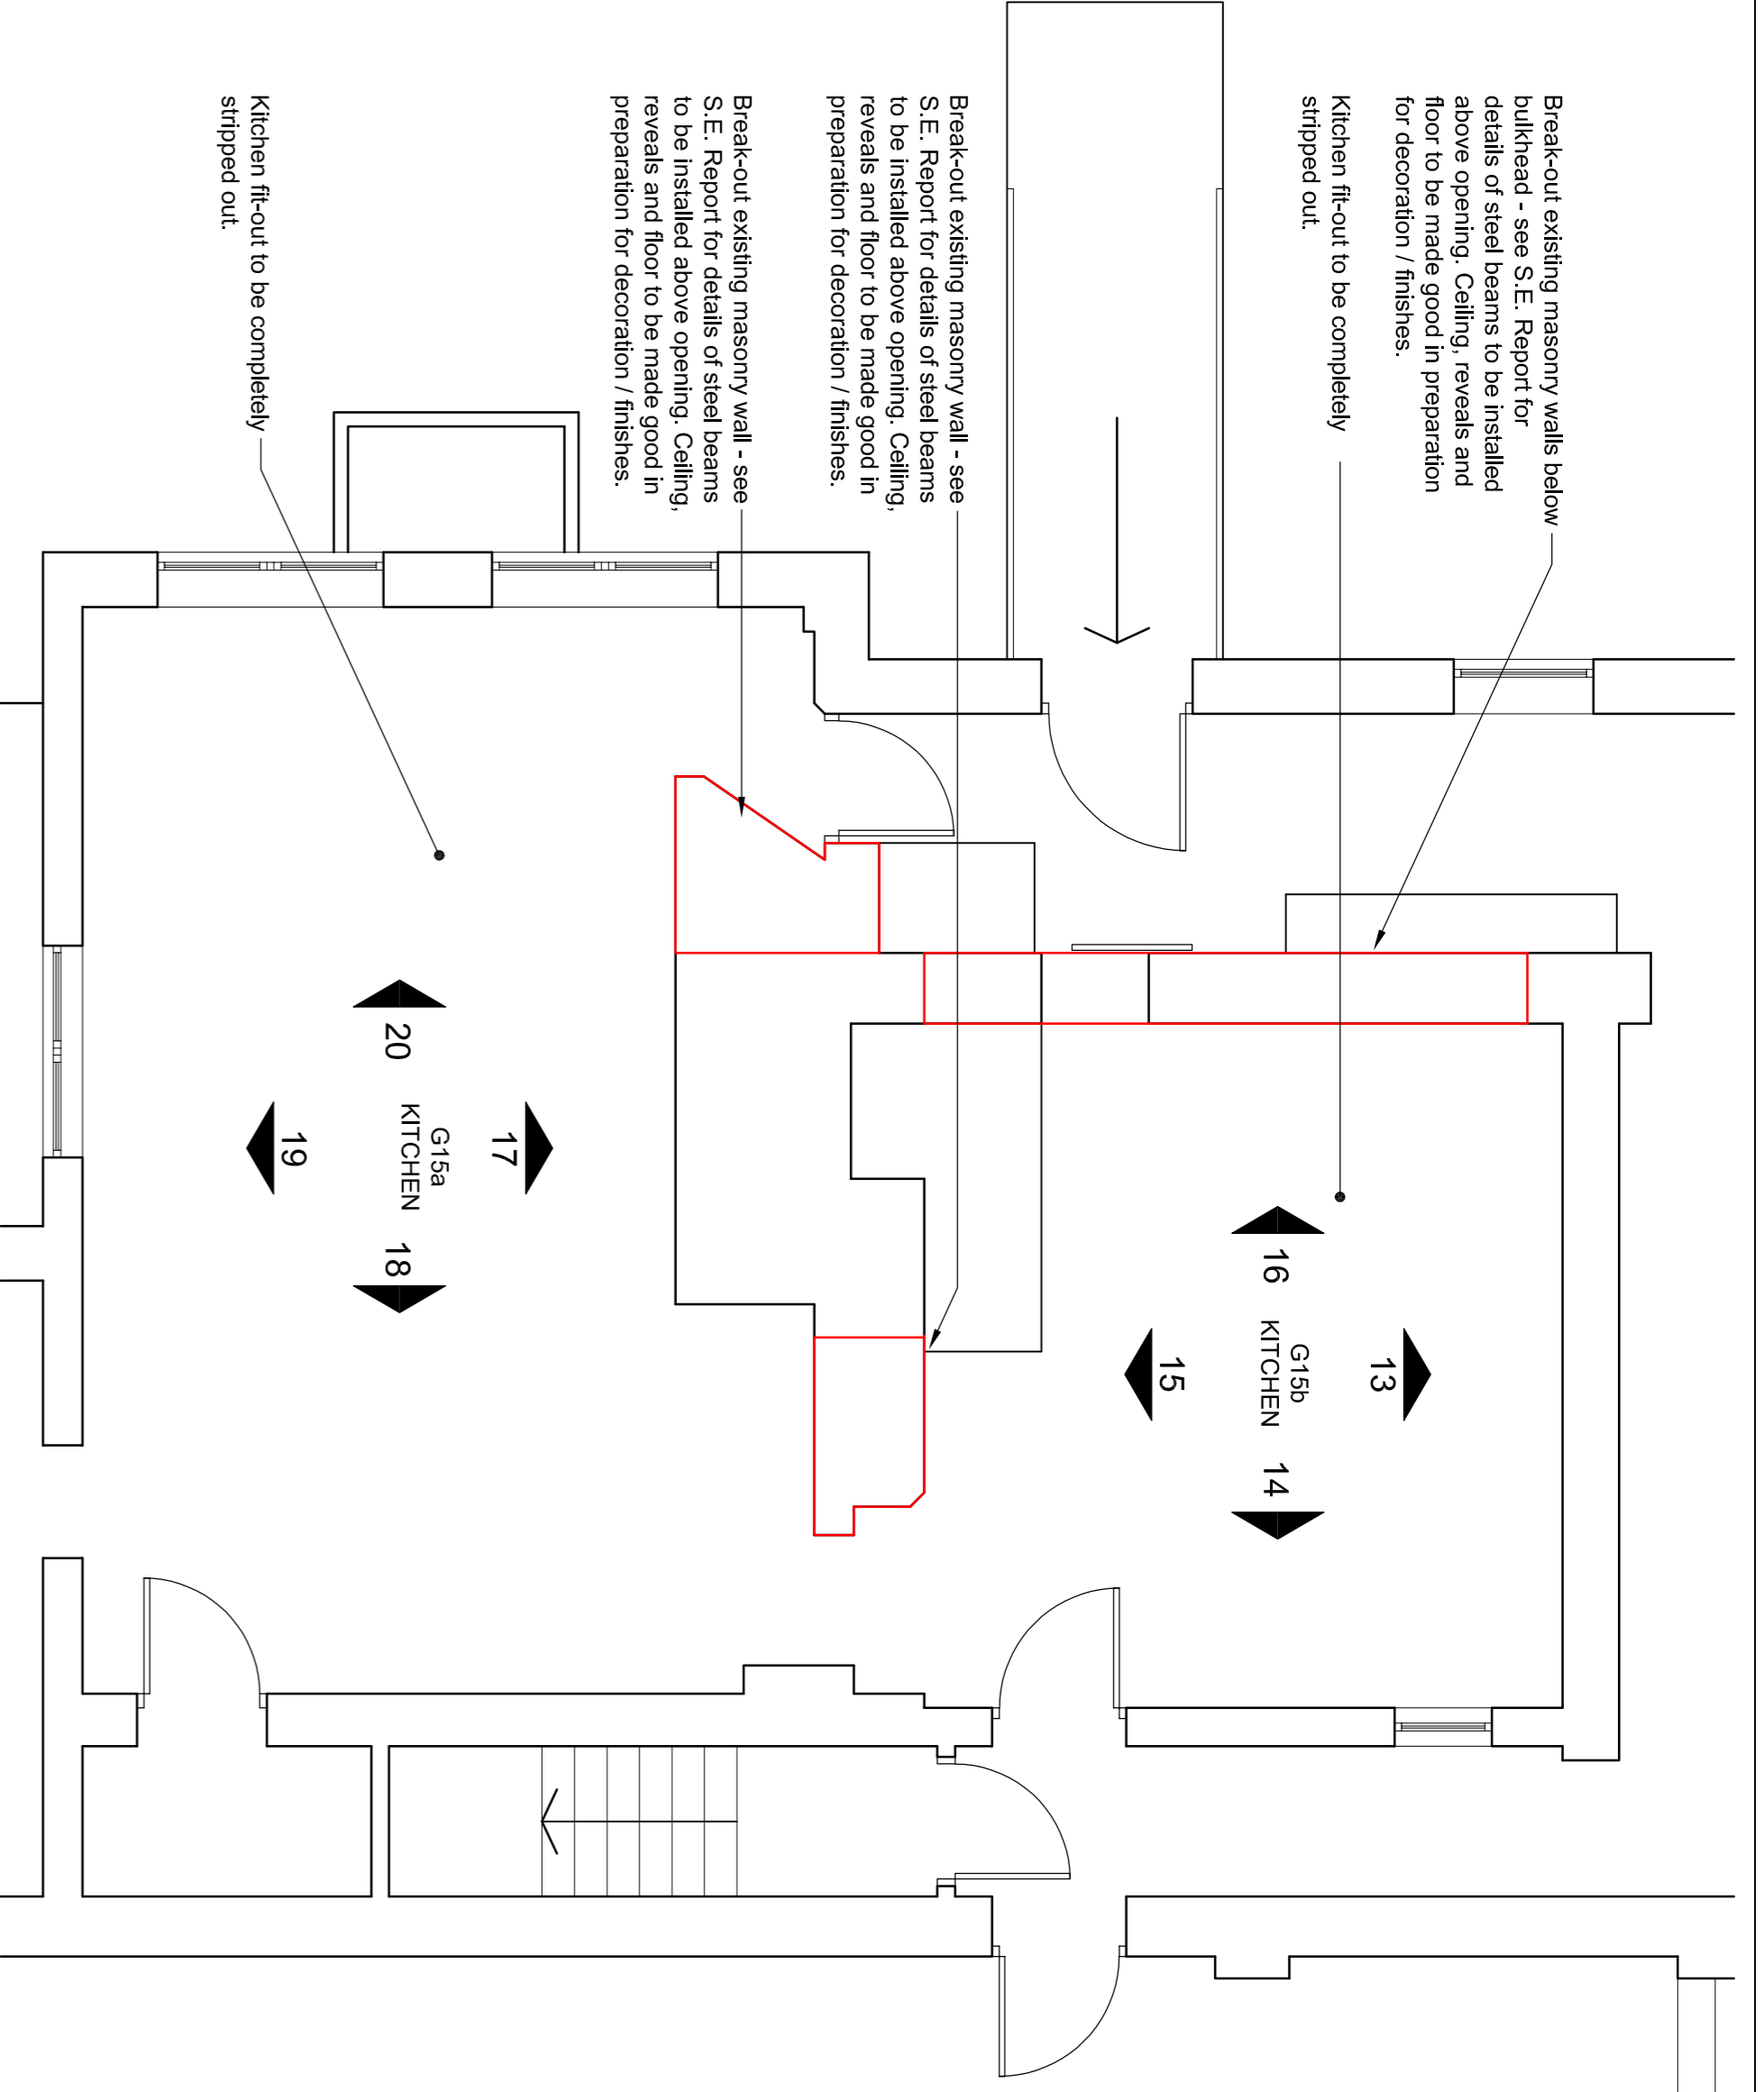 Break-out existing masonry walls below
bulkhead - see S.E. Report for
details of steel beams to be installed
above opening. Ceiling, reveals and
floor to be made good in preparation
for decoration / finishes.
Kitchen fit-out to be completely
stripped out.
Break-out existing masonry wall - see
S.E. Report for details of steel beams
to be installed above opening. Ceiling,
reveals and floor to be made good in
preparation for decoration / finishes.
Break-out existing masonry wall - see
S.E. Report for details of steel beams
to be installed above opening. Ceiling,
reveals and floor to be made good in
preparation for decoration / finishes.
Kitchen fit-out to be completely
stripped out.
13
G15b
16 KITCHEN 14
15
17
G15a
20 KITCHEN 18
19